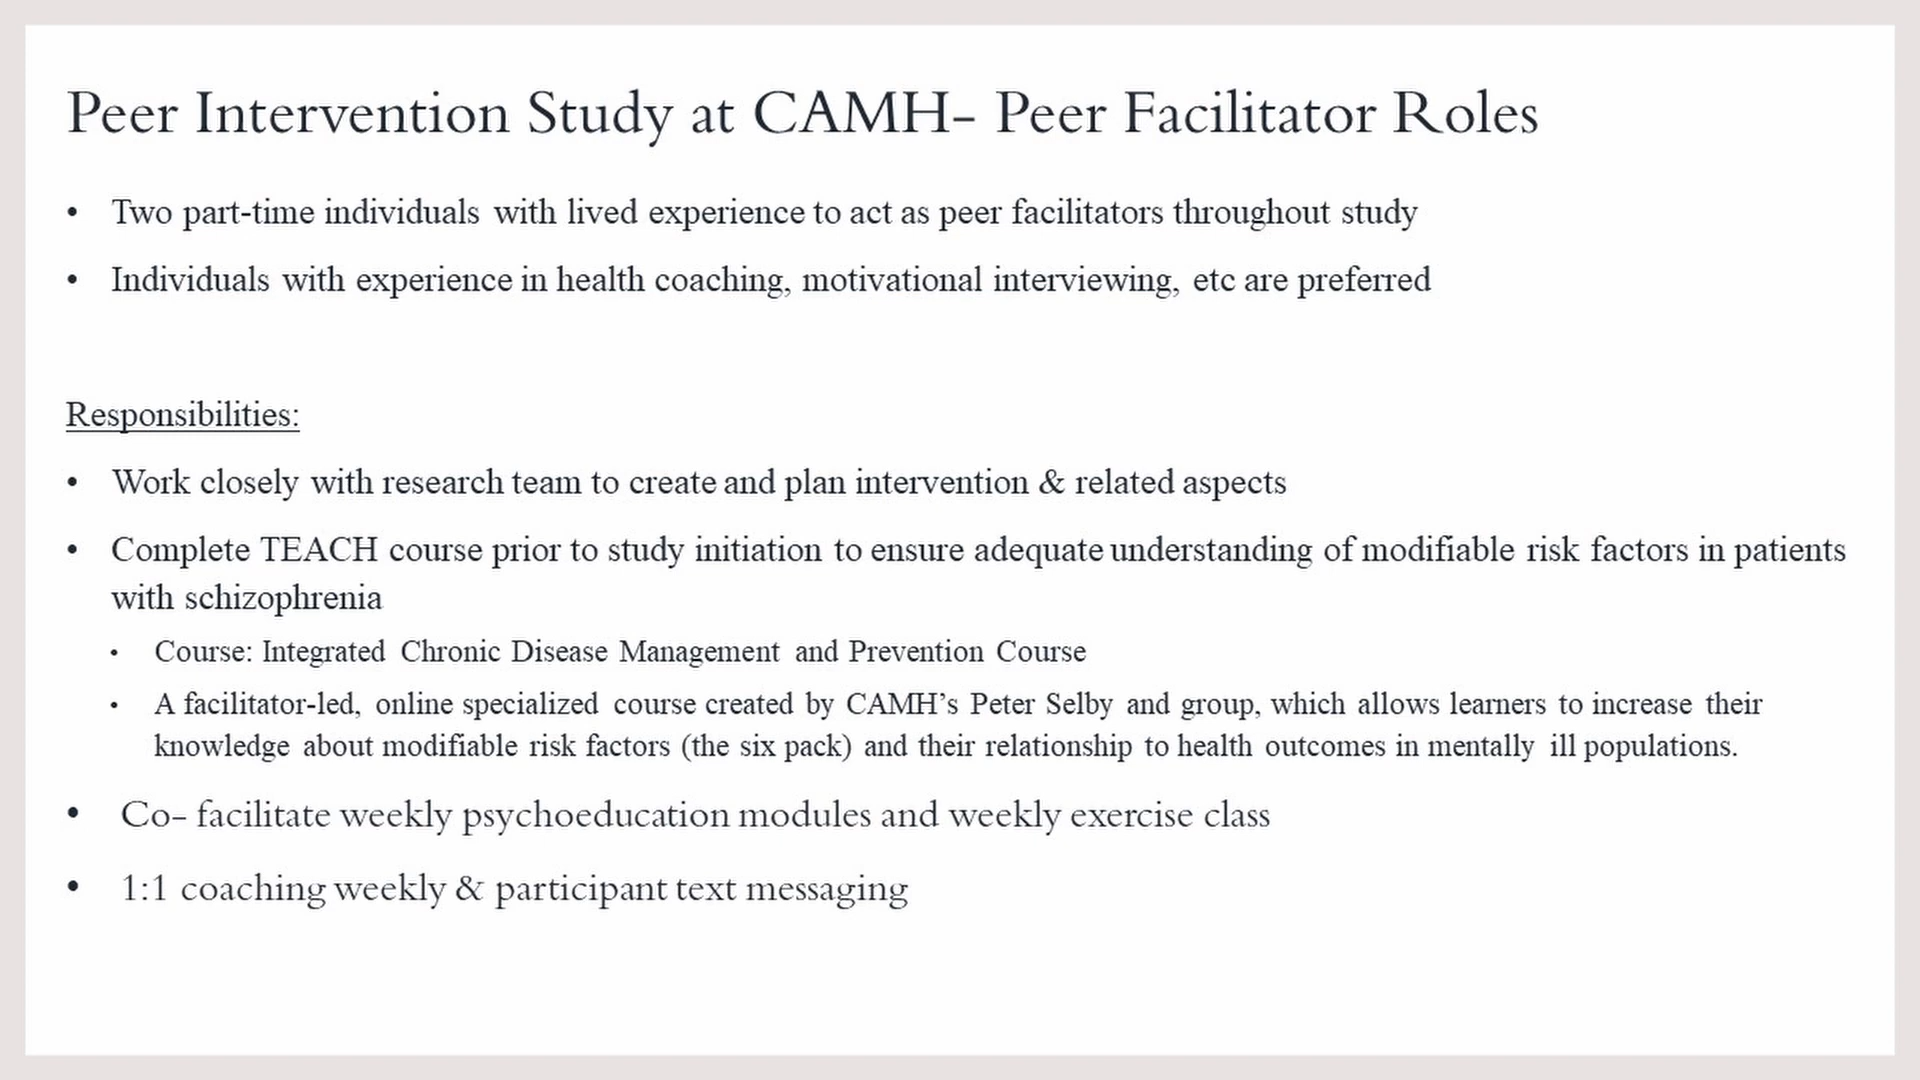 Peer Intervention Study at CAMH- Peer Facilitator Roles
• Two part-time individuals with lived experience to act as peer facilitators throughout study
• Individuals with experience in health coaching, motivational interviewing, etc are preferred
Responsibilities:
• Work closely with research team to create and plan intervention & related aspects
• Complete TEACH course prior to study initiation to ensure adequate understanding of modifiable risk factors in patients
with schizophrenia
• Course: Integrated Chronic Disease Management and Prevention Course
• A facilitator-led, online specialized course created by CAMH’s Peter Selby and group, which allows learners to increase their
knowledge about modifiable risk factors (the six pack) and their relationship to health outcomes in mentally ill populations.
• Co- facilitate weekly psychoeducation modules and weekly exercise class
• 1:1 coaching weekly & participant text messaging